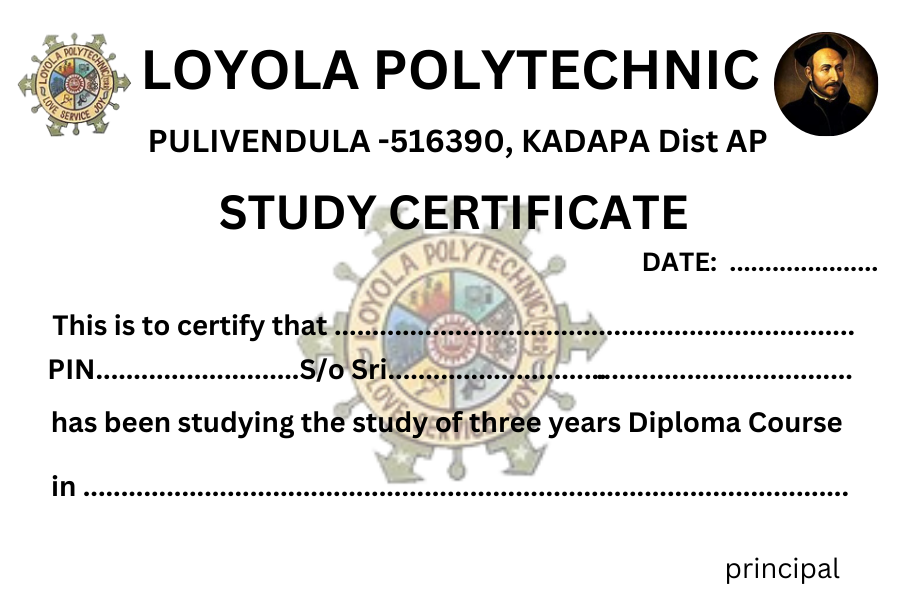 LOYOLA POLYTECHNIC
PULIVENDULA -516390, KADAPA Dist AP
STUDY CERTIFICATE
DATE: .....................
This is to certify that ..........................................................................
PIN.............................S/o Sri..................................................................
has been studying the study of three years Diploma Course
in .............................................................................................................
principal
LOYOLA POLYTECHNIC
LOVE SERVICE JOY